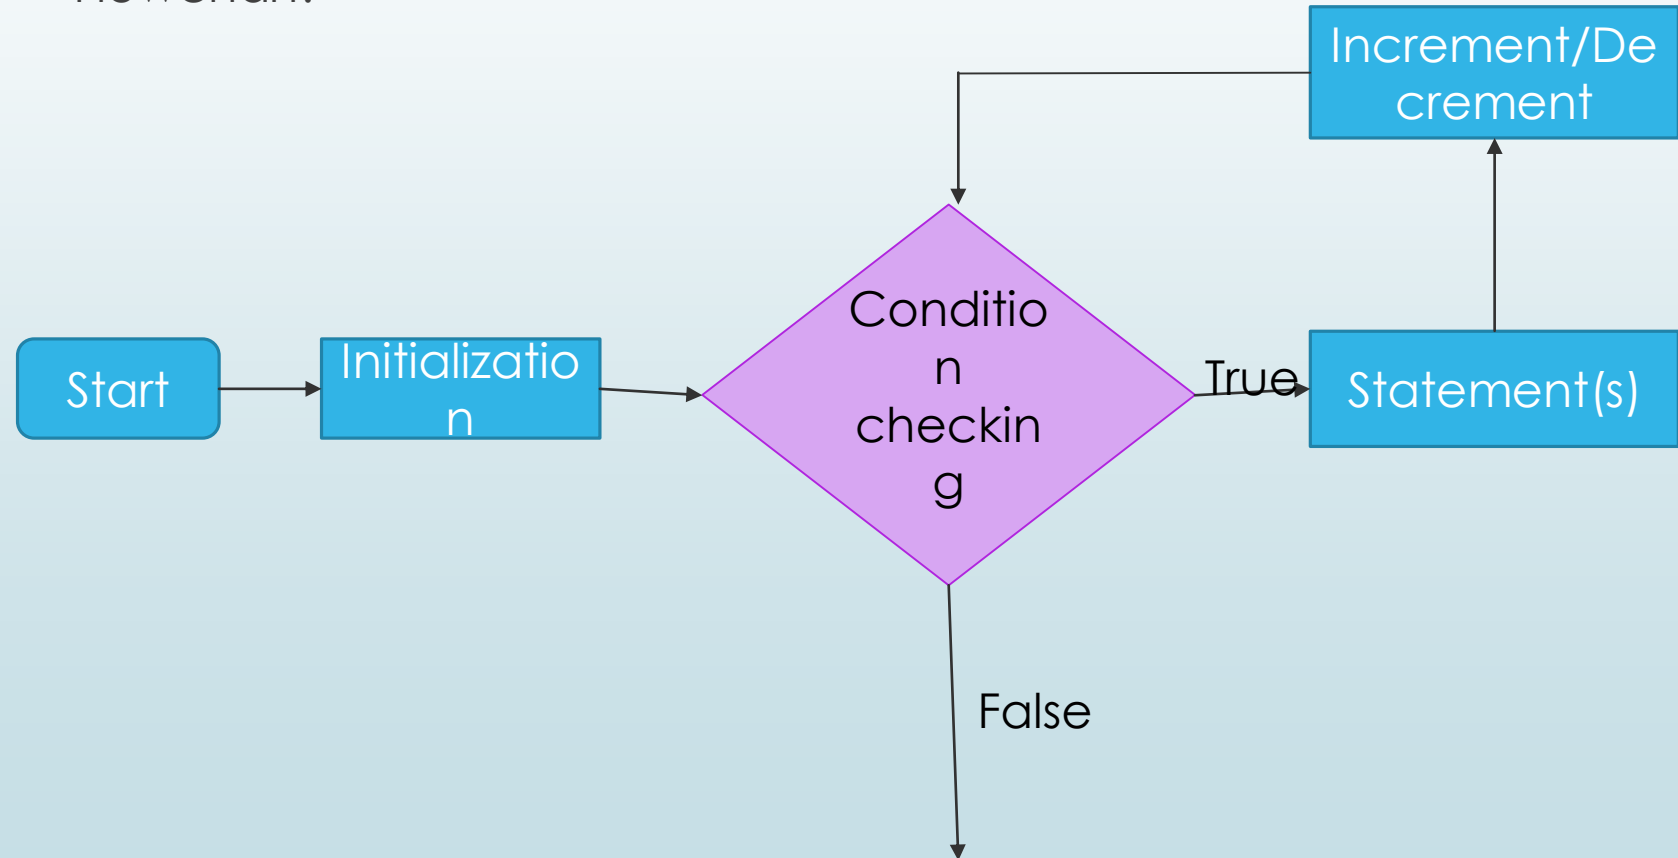 Increment/De
crement
Conditio
n
checkin
g
Start
Initializatio
n
True
Statement(s)
False